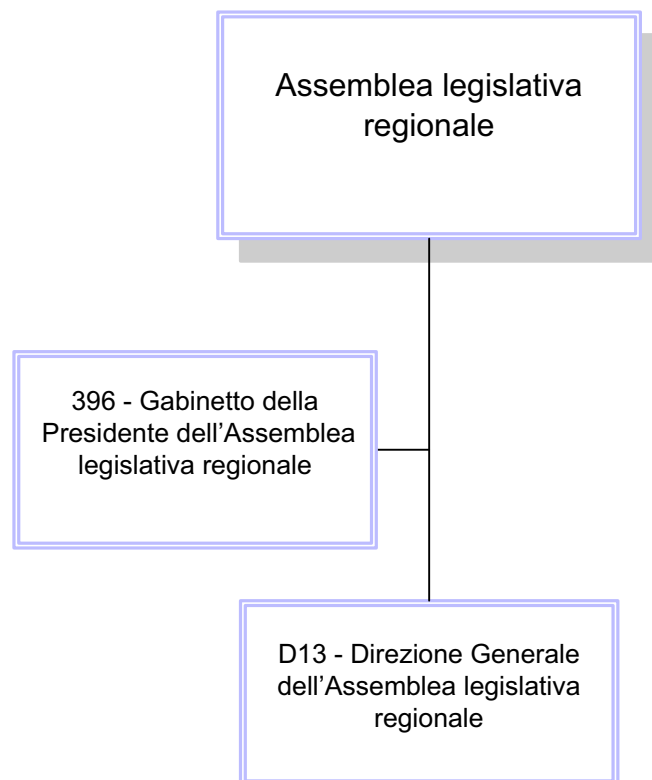 Assemblea legislativa
regionale
396 - Gabinetto della
Presidente dell’Assemblea
legislativa regionale
D13 - Direzione Generale
dell’Assemblea legislativa
regionale